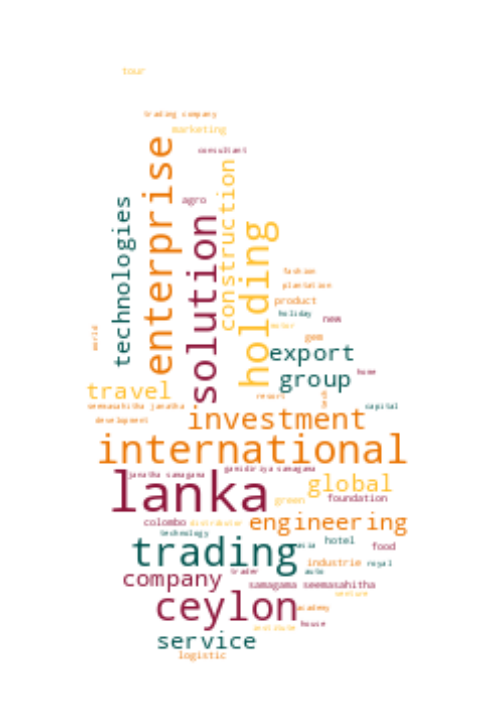 tour
trading company
marketing
consultant
enterprise
construction
agro
technologies
solution
holding
fashion
plantation
product
holiday
new
motor
gem
world
export
home
group
travel
resort
seemasahitha janatha
capital
development
investment
international
ganidiriya samagama
janatha samagama
lanka
global
green
foundation
colombo
distributor
engineering
technology
hotel
trading
asia
food
industrie
royal
trader
auto
company
samagama seemasahitha
venture
ceylon
academy
house
institute
service
logistic